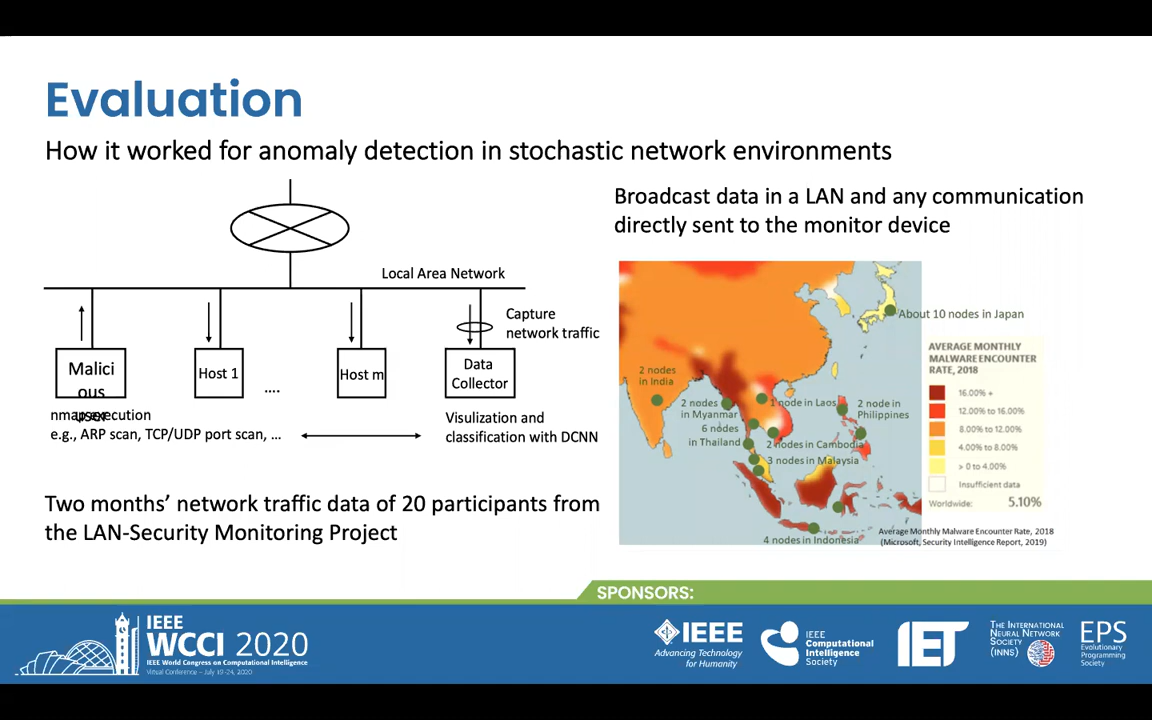 Evaluation
How it worked for anomaly detection in stochastic network environments
Local Area Network
Capture
network traffic
Malici
ous
user
Host 1
....
Host m
Data
Collector
nmap execution
e.g., ARP scan, TCP/UDP port scan, ...
Visulization and
classification with DCNN
Two months’ network traffic data of 20 participants from
the LAN-Security Monitoring Project
Broadcast data in a LAN and any communication
directly sent to the monitor device
About 10 nodes in Japan
2 nodes
in India
2 nodes
in Myanmar
6 nodes
in Thailand
1 node in Laos
2 node in
Philippines
2 nodes in Cambodia
3 nodes in Malaysia
4 nodes in Indonesia
AVERAGE MONTHLY
MALWARE ENCOUNTER
RATE, 2018
16.00% +
12.00% to 16.00%
8.00% to 12.00%
4.00% to 8.00%
> 0 to 4.00%
Insufficient data
Worldwide: 5.10%
Average Monthly Malware Encounter Rate, 2018
(Microsoft, Security Intelligence Report, 2019)
SPONSORS:
IEEE
WCCI 2020
IEEE World Congress on Computational Intelligence
Virtual Conference – July 19-24, 2020
IEEE
Advancing Technology
for Humanity
IEEE
Computational
Intelligence
Society
IET
The International
Neural Network
Society
(INNS)
EPS
Evolutionary
Programming
Society